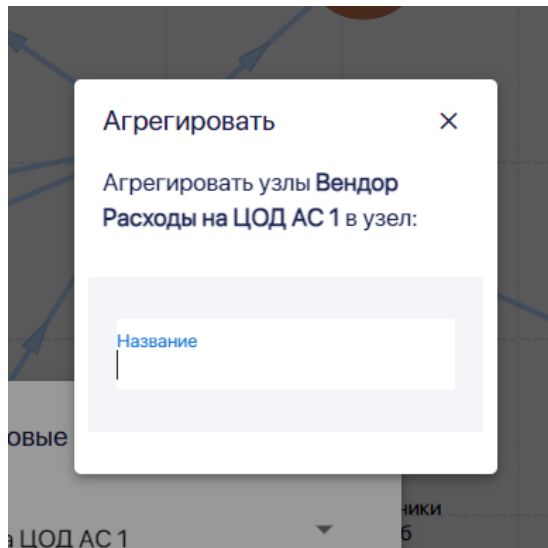 Агрегировать
Агрегировать узлы Вендор
Расходы на ЦОД АС 1 в узел:
Название
овые
ЦОД АС 1
ники
б